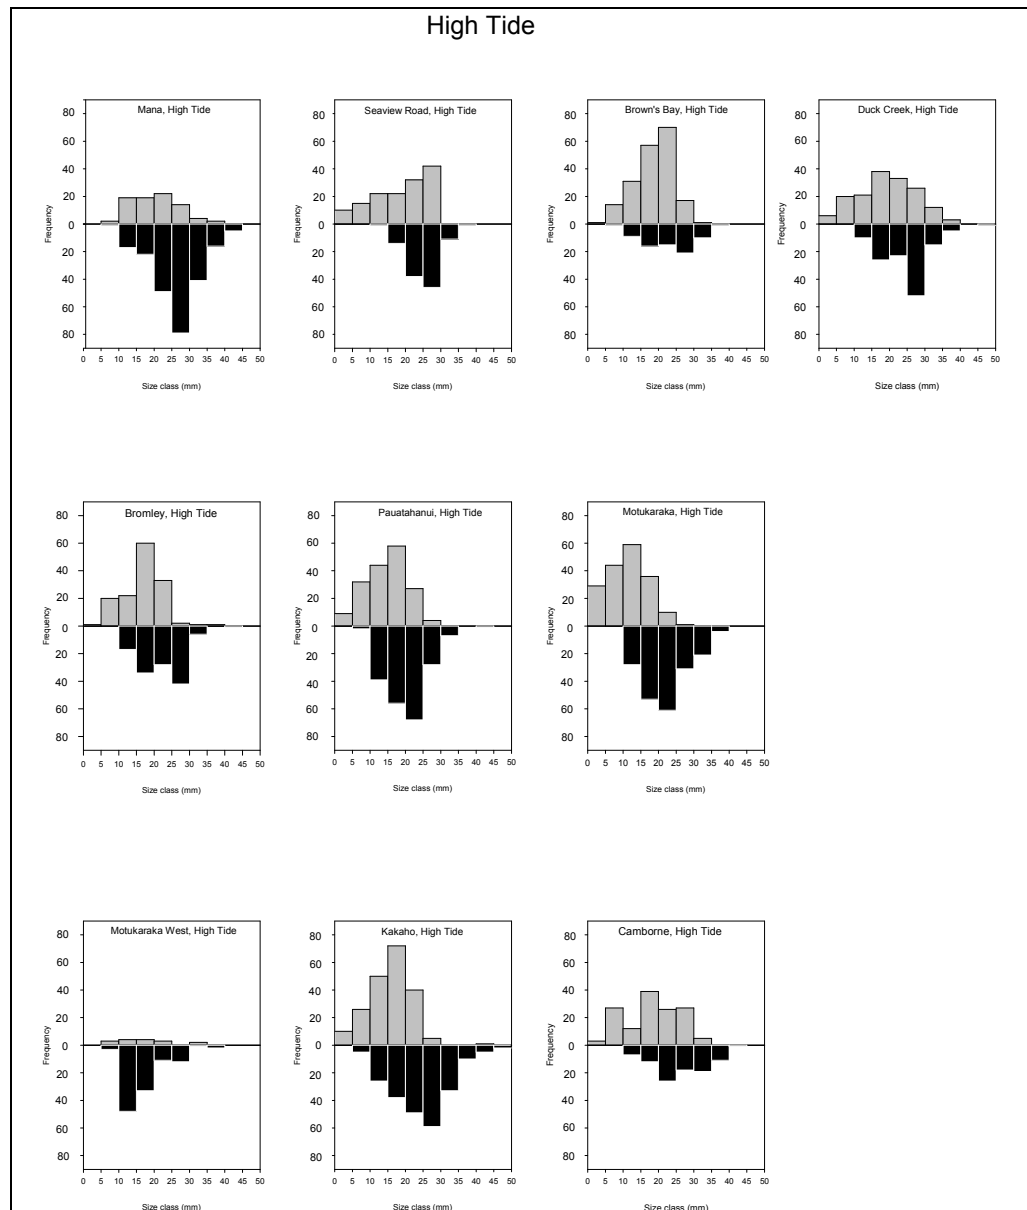 High Tide
Mana, High Tide
80
60
40
20
0
20
40
60
80
Frequency
0 5 10 15 20 25 30 35 40 45 50
Size class (mm)
Seaview Road, High Tide
80
60
40
20
0
20
40
60
80
Frequency
0 5 10 15 20 25 30 35 40 45 50
Size class (mm)
Brown's Bay, High Tide
80
60
40
20
0
20
40
60
80
Frequency
0 5 10 15 20 25 30 35 40 45 50
Size class (mm)
Duck Creek, High Tide
80
60
40
20
0
20
40
60
80
Frequency
0 5 10 15 20 25 30 35 40 45 50
Size class (mm)
Bromley, High Tide
80
60
40
20
0
20
40
60
80
Frequency
0 5 10 15 20 25 30 35 40 45 50
Size class (mm)
Pauatahanui, High Tide
80
60
40
20
0
20
40
60
80
Frequency
0 5 10 15 20 25 30 35 40 45 50
Size class (mm)
Motukaraka, High Tide
80
60
40
20
0
20
40
60
80
Frequency
0 5 10 15 20 25 30 35 40 45 50
Size class (mm)
Motukaraka West, High Tide
80
60
40
20
0
20
40
60
80
Frequency
0 5 10 15 20 25 30 35 40 45 50
Size class (mm)
Kakaho, High Tide
80
60
40
20
0
20
40
60
80
Frequency
0 5 10 15 20 25 30 35 40 45 50
Size class (mm)
Camborne, High Tide
80
60
40
20
0
20
40
60
80
Frequency
0 5 10 15 20 25 30 35 40 45 50
Size class (mm)